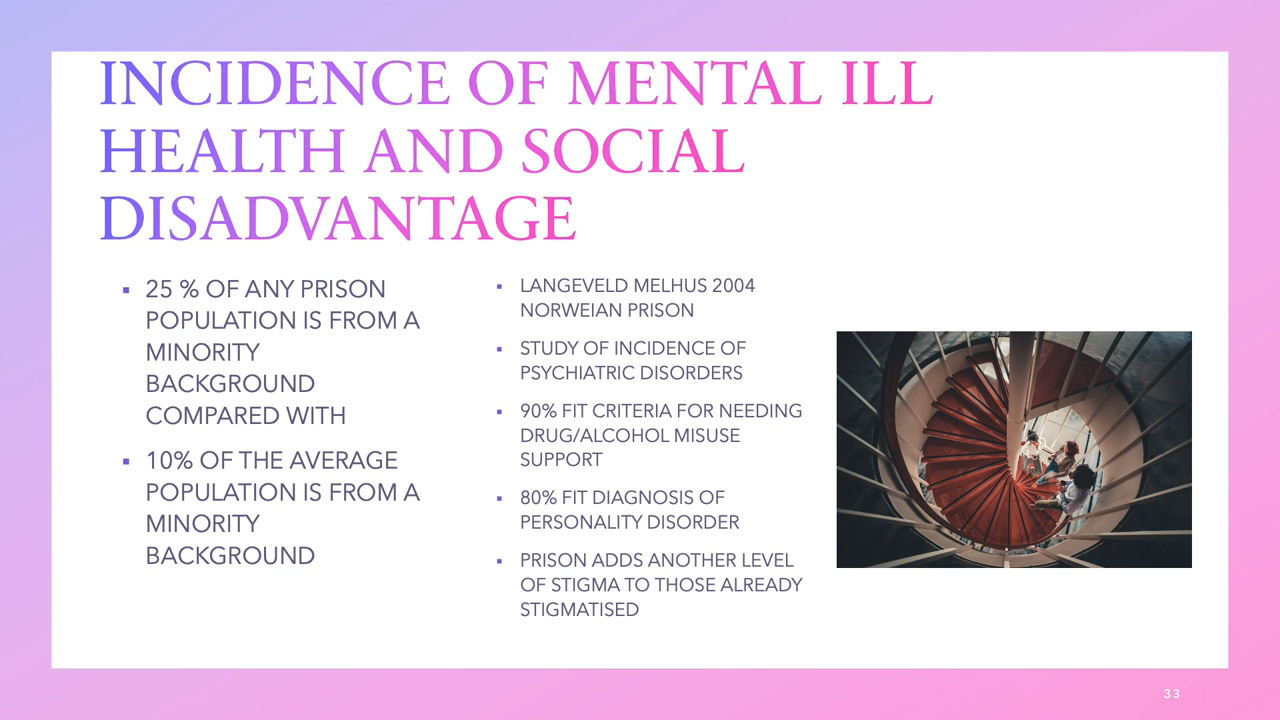 INCIDENCE OF MENTAL ILL
HEALTH AND SOCIAL
DISADVANTAGE
▪ 25 % OF ANY PRISON
POPULATION IS FROM A
MINORITY
BACKGROUND
COMPARED WITH
▪ 10% OF THE AVERAGE
POPULATION IS FROM A
MINORITY
BACKGROUND
▪ LANGEVELD MELHUS 2004
NORWEIAN PRISON
▪ STUDY OF INCIDENCE OF
PSYCHIATRIC DISORDERS
▪ 90% FIT CRITERIA FOR NEEDING
DRUG/ALCOHOL MISUSE
SUPPORT
▪ 80% FIT DIAGNOSIS OF
PERSONALITY DISORDER
▪ PRISON ADDS ANOTHER LEVEL
OF STIGMA TO THOSE ALREADY
STIGMATISED
33